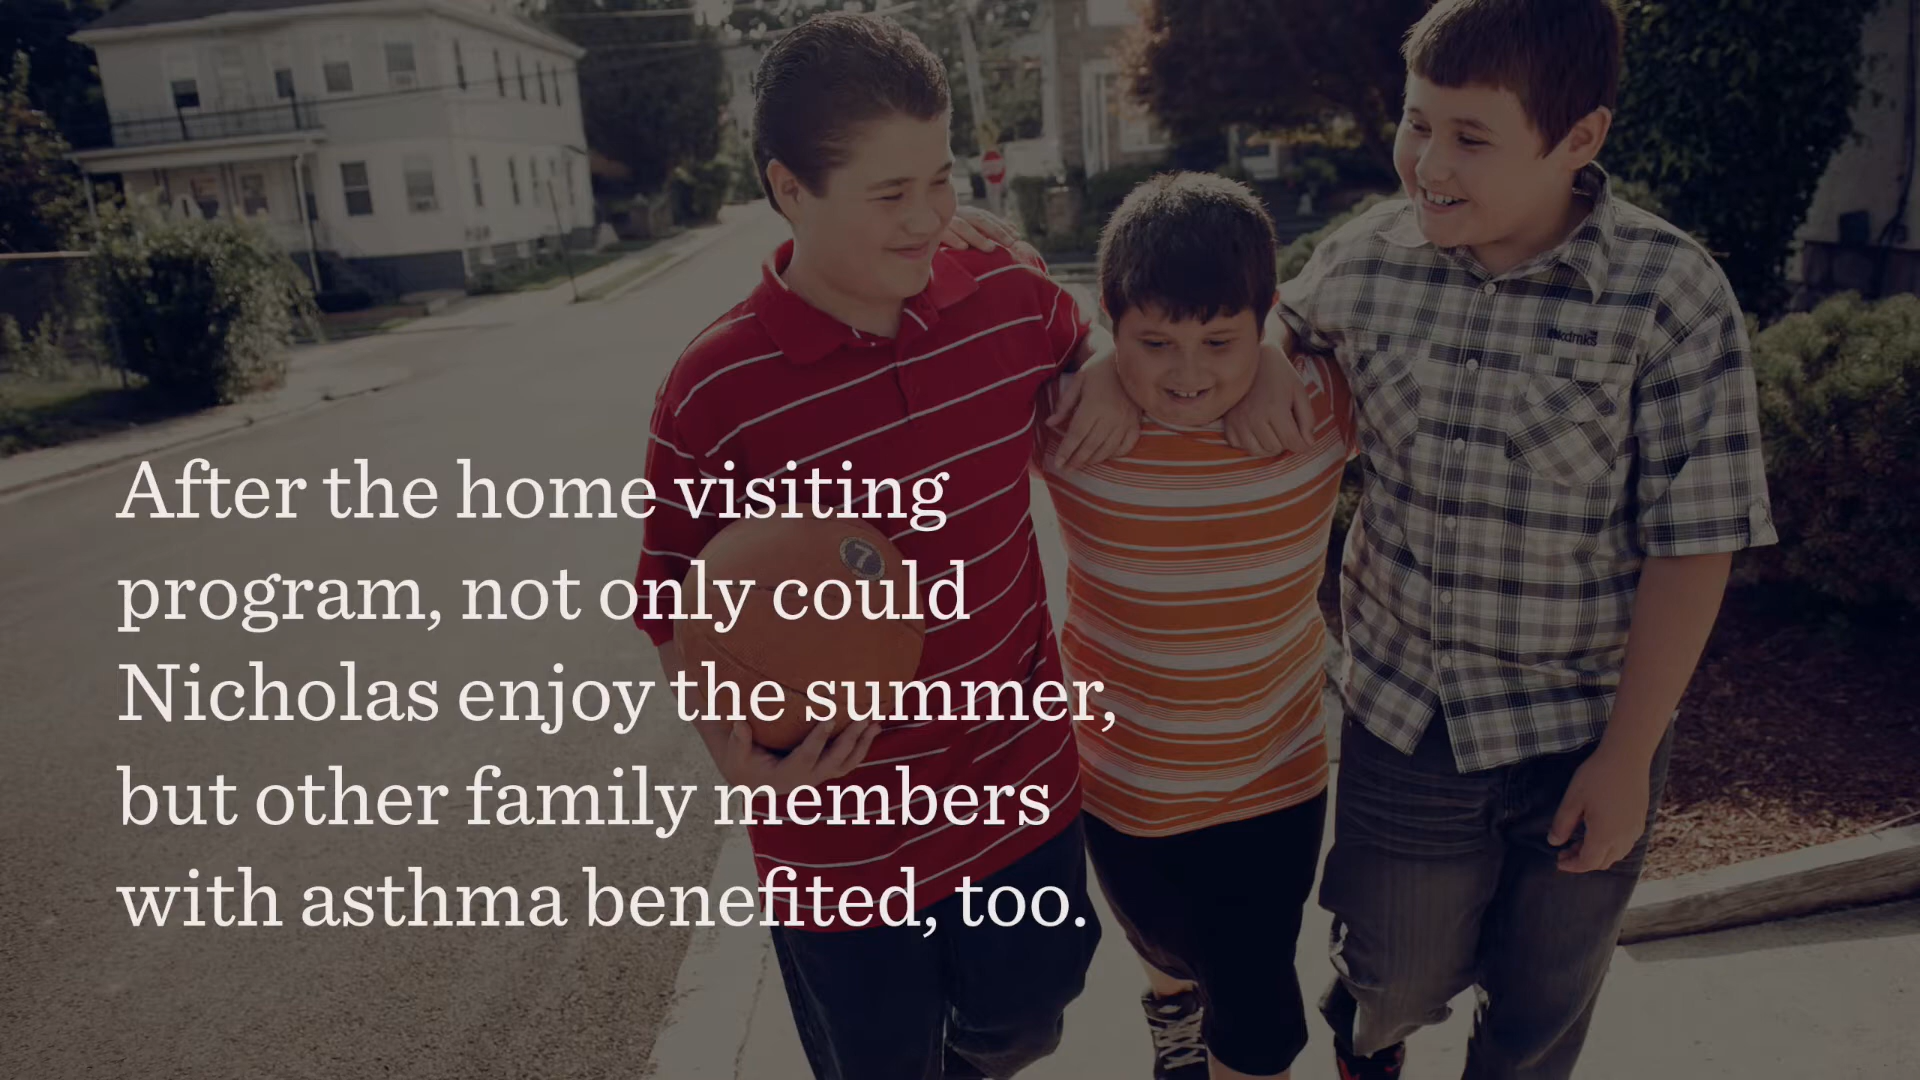 After the home visiting
program, not only could
Nicholas enjoy the summer,
but other family members
with asthma benefited, too.
7